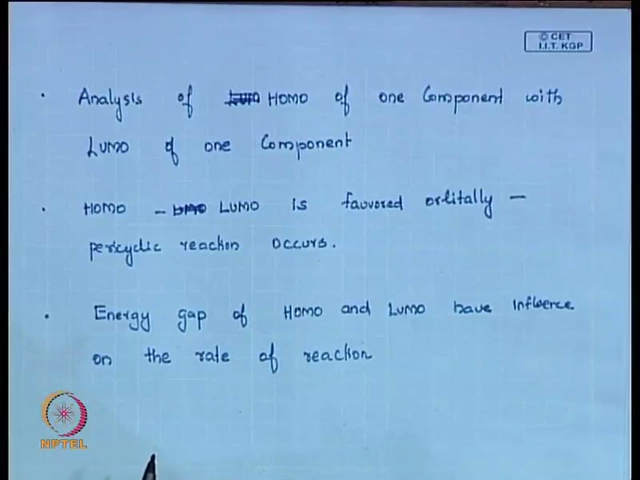 © CET
I.I.T. KGP
· Analysis of HOMO of one Component with
LUMO of one Component
· HOMO – LUMO is favored orbitally –
pericyclic reaction occurs.
· Energy gap of HOMO and LUMO have influence
on the rate of reaction
NPTEL